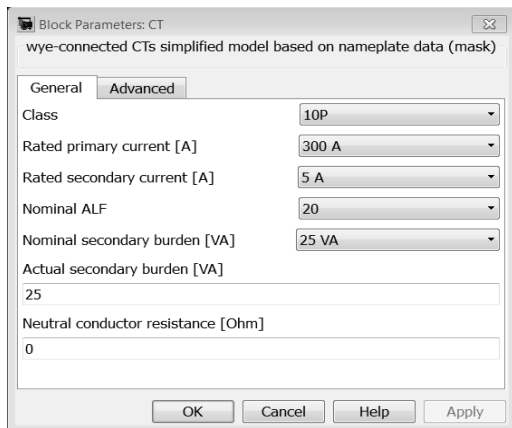 Block Parameters: CT
wye-connected CTs simplified model based on nameplate data (mask)
General Advanced
Class 10P
Rated primary current [A] 300 A
Rated secondary current [A] 5 A
Nominal ALF 20
Nominal secondary burden [VA] 25 VA
Actual secondary burden [VA]
25
Neutral conductor resistance [Ohm]
0
OK Cancel Help Apply